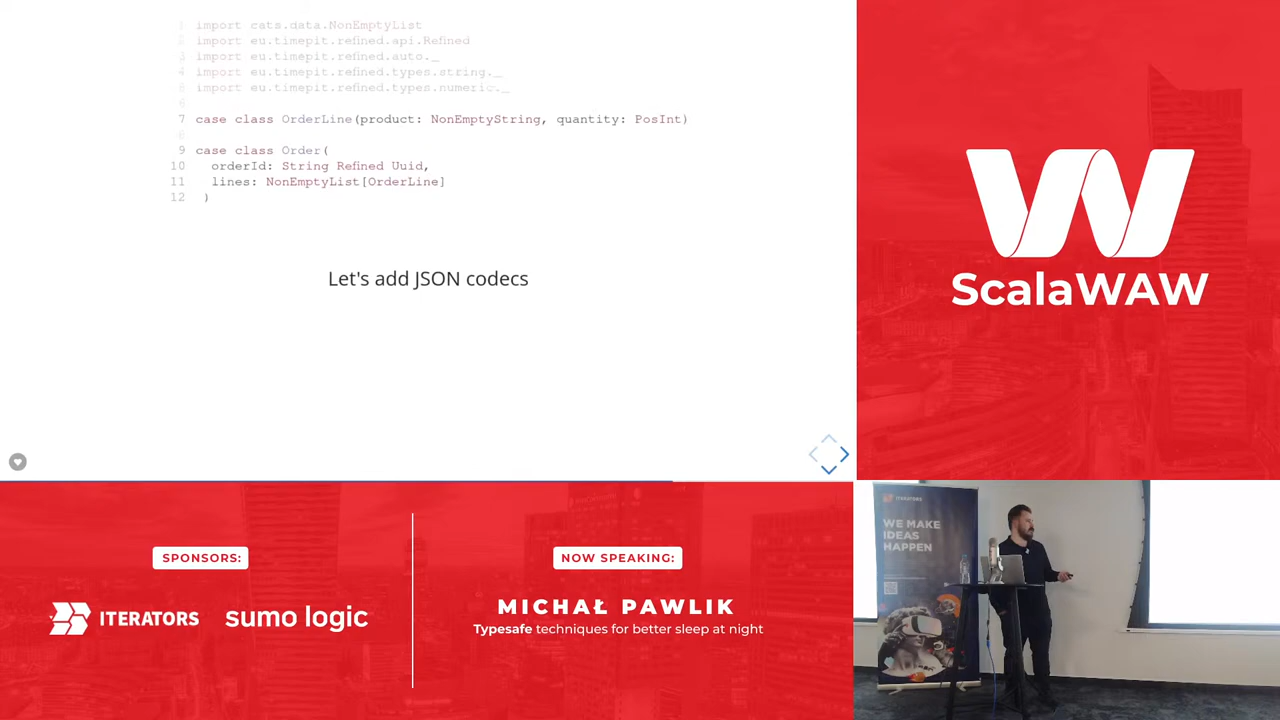 1 import cats.data.NonEmptyList
2 import eu.timepit.refined.api.Refined
3 import eu.timepit.refined.auto._
4 import eu.timepit.refined.types.string._
5 import eu.timepit.refined.types.numeric._
6
7 case class OrderLine(product: NonEmptyString, quantity: PosInt)
8
9 case class Order(
10 orderId: String Refined Uuid,
11 lines: NonEmptyList[OrderLine]
12 )
Let's add JSON codecs
ScalaWAW
SPONSORS:
ITERATORS
sumo logic
NOW SPEAKING:
MICHAŁ PAWLIK
Typesafe techniques for better sleep at night
ITERATORS
WE MAKE
IDEAS
HAPPEN